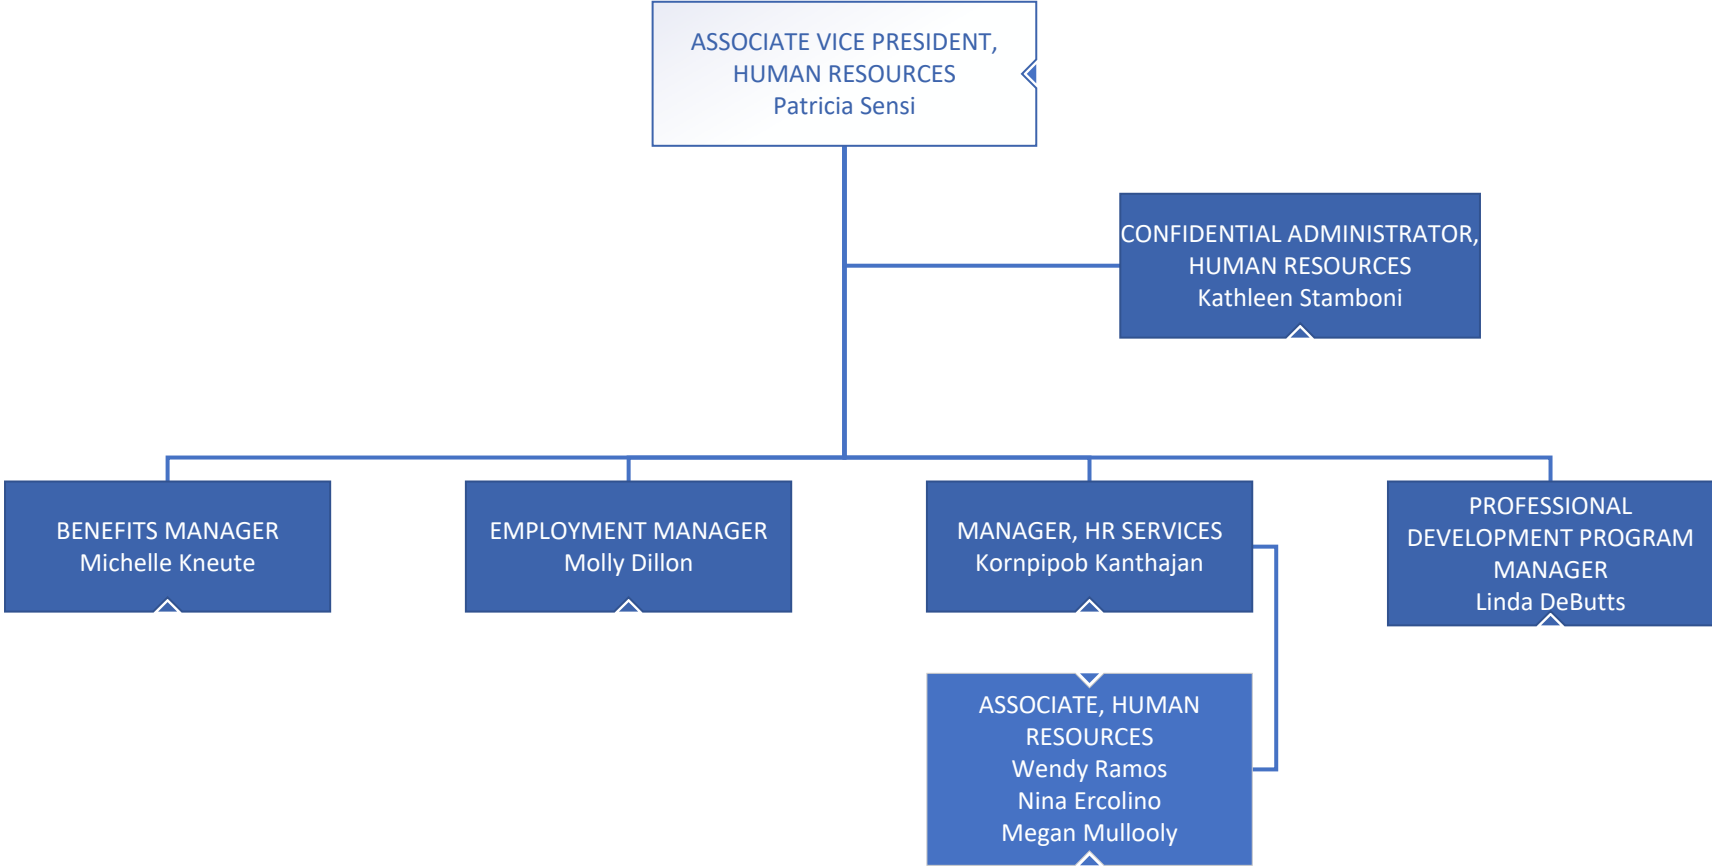 ASSOCIATE VICE PRESIDENT,
HUMAN RESOURCES
Patricia Sensi
CONFIDENTIAL ADMINISTRATOR,
HUMAN RESOURCES
Kathleen Stamboni
BENEFITS MANAGER
Michelle Kneute
EMPLOYMENT MANAGER
Molly Dillon
MANAGER, HR SERVICES
Kornpipob Kanthajan
PROFESSIONAL
DEVELOPMENT PROGRAM
MANAGER
Linda DeButts
ASSOCIATE, HUMAN
RESOURCES
Wendy Ramos
Nina Ercolino
Megan Mullooly